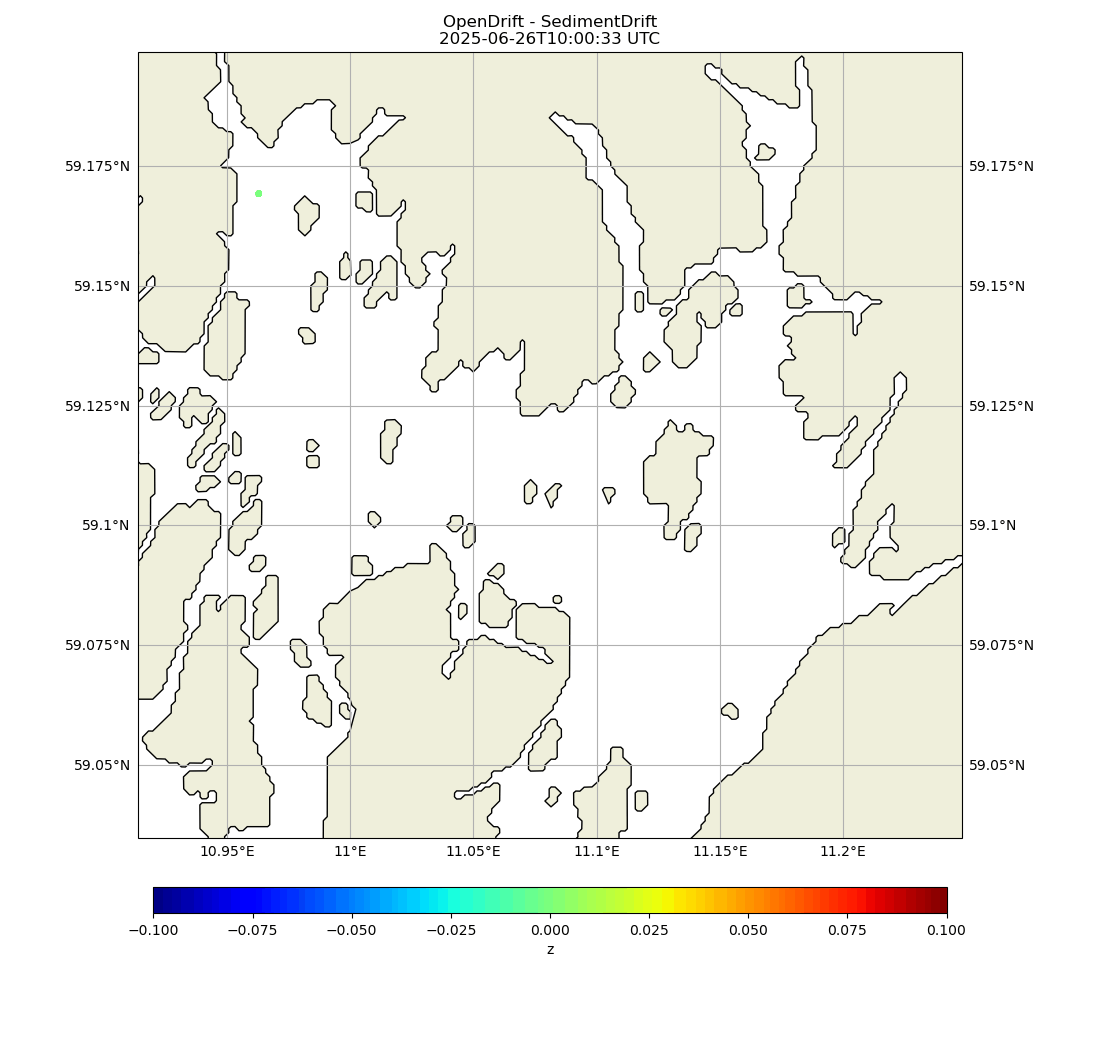 OpenDrift - SedimentDrift
2025-06-26T10:00:33 UTC
59.175°N 59.175°N
59.15°N 59.15°N
59.125°N 59.125°N
59.1°N 59.1°N
59.075°N 59.075°N
59.05°N 59.05°N
10.95°E 11°E 11.05°E 11.1°E 11.15°E 11.2°E
−0.100 −0.075 −0.050 −0.025 0.000 0.025 0.050 0.075 0.100
z